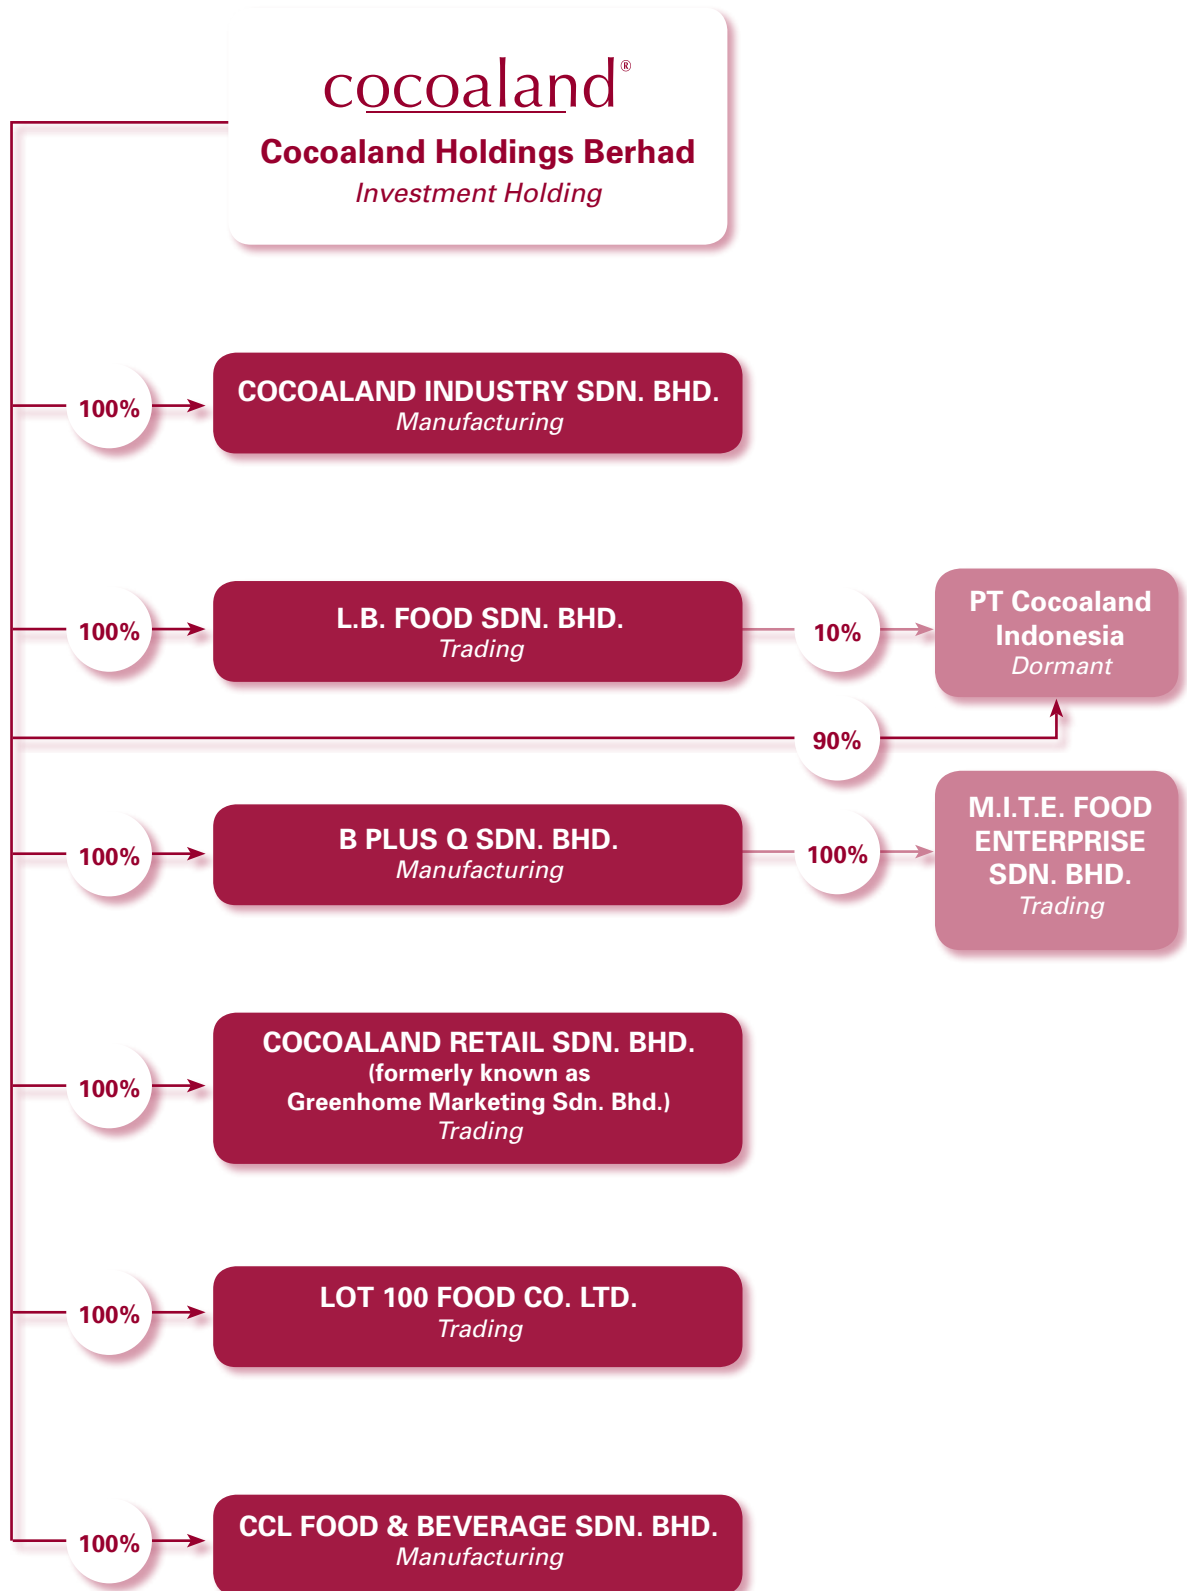 cocoaland®
Cocoaland Holdings Berhad
Investment Holding
100%
COCOALAND INDUSTRY SDN. BHD.
Manufacturing
100%
L.B. FOOD SDN. BHD.
Trading
10%
PT Cocoaland
Indonesia
Dormant
90%
100%
B PLUS Q SDN. BHD.
Manufacturing
100%
M.I.T.E. FOOD
ENTERPRISE
SDN. BHD.
Trading
100%
COCOALAND RETAIL SDN. BHD.
(formerly known as
Greenhome Marketing Sdn. Bhd.)
Trading
100%
LOT 100 FOOD CO. LTD.
Trading
100%
CCL FOOD & BEVERAGE SDN. BHD.
Manufacturing